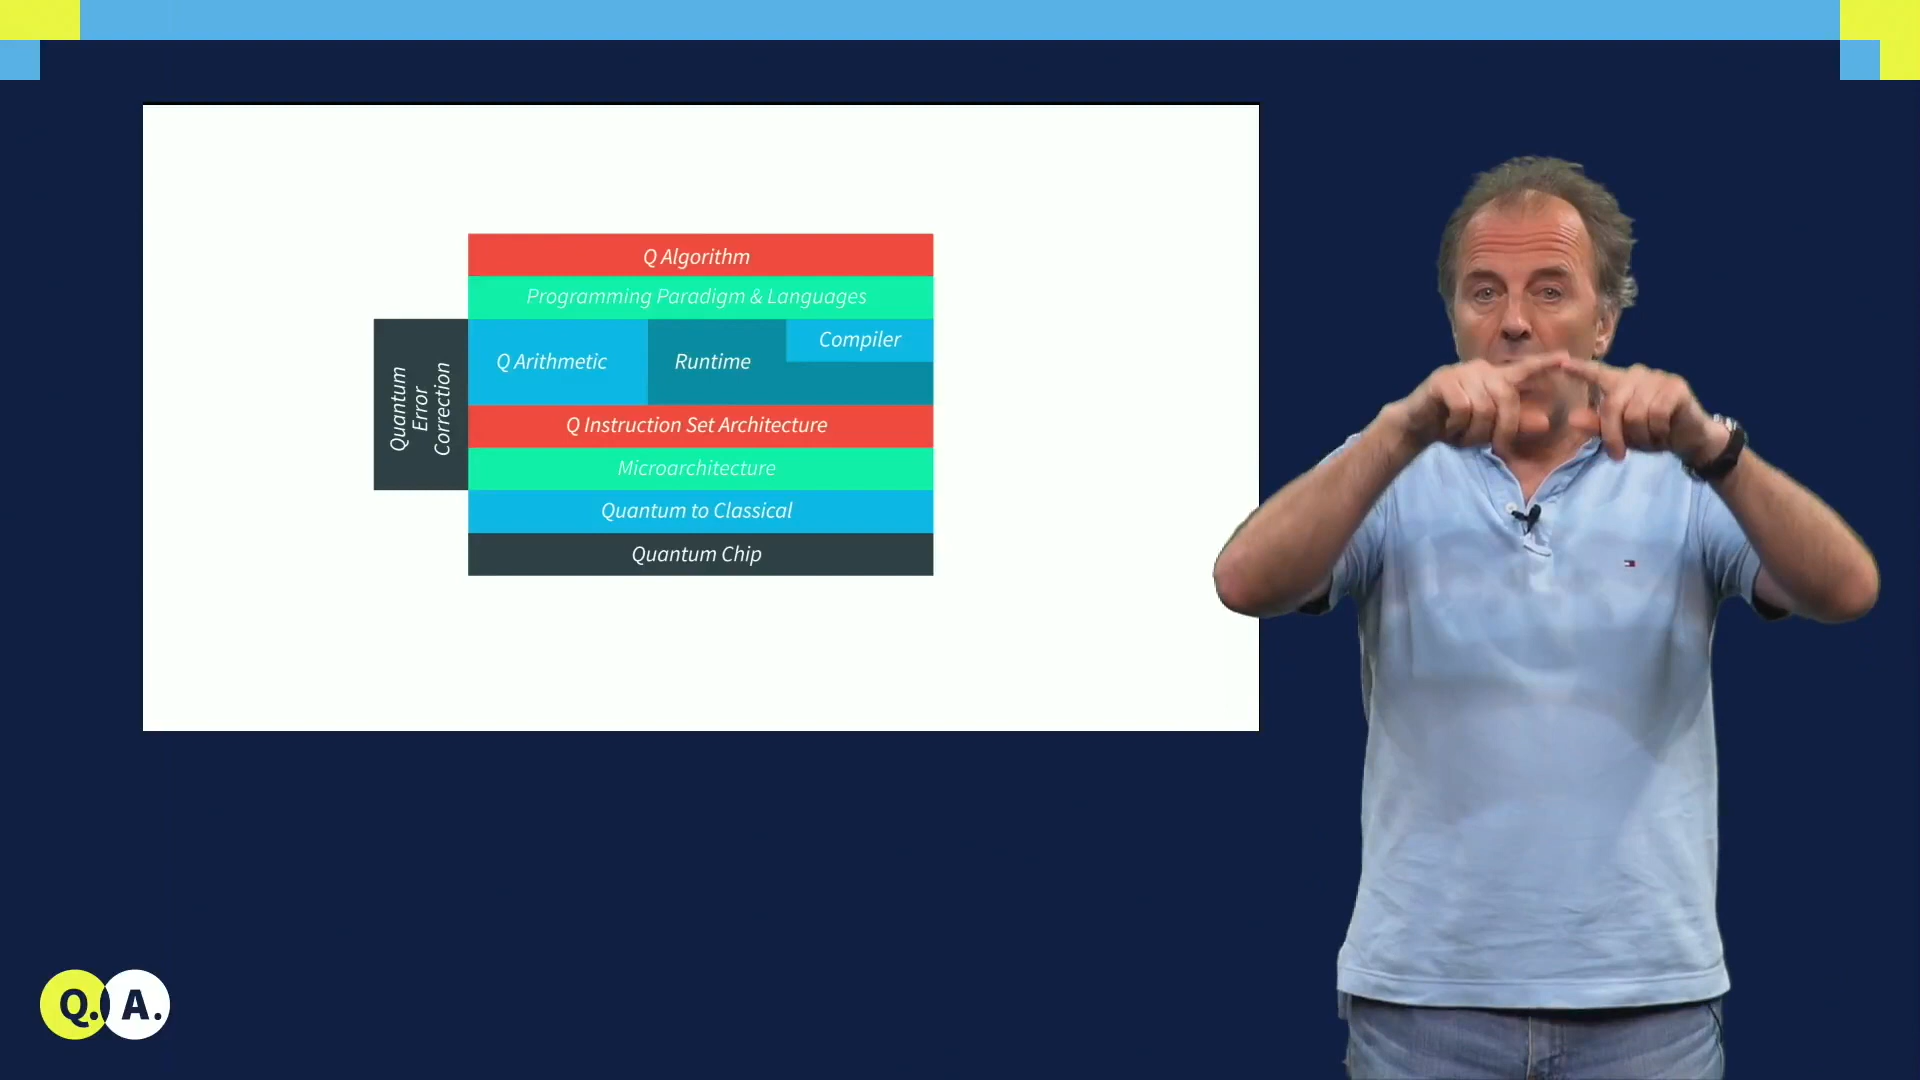 Q Algorithm
Programming Paradigm & Languages
Quantum
Error
Correction
Q Arithmetic
Runtime
Compiler
Q Instruction Set Architecture
Microarchitecture
Quantum to Classical
Quantum Chip
Q. A.